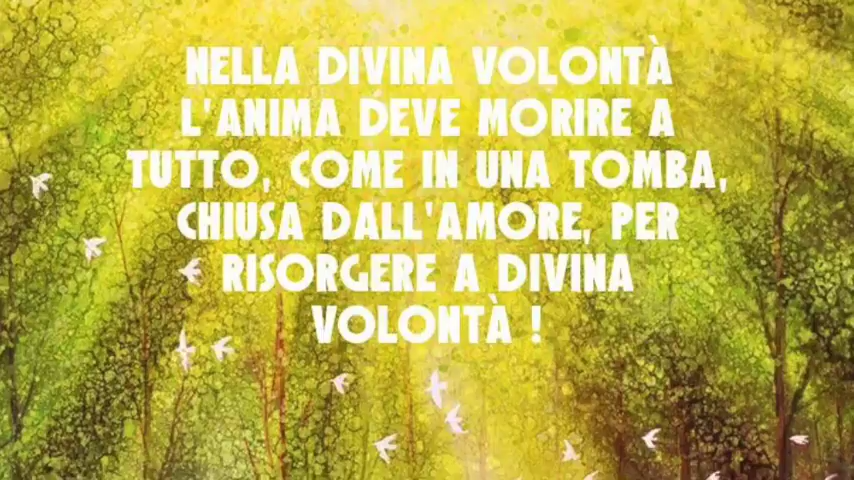 NELLA DIVINA VOLONTÀ
L'ANIMA DEVE MORIRE A
TUTTO, COME IN UNA TOMBA,
CHIUSA DALL'AMORE, PER
RISORGERE A DIVINA
VOLONTÀ !